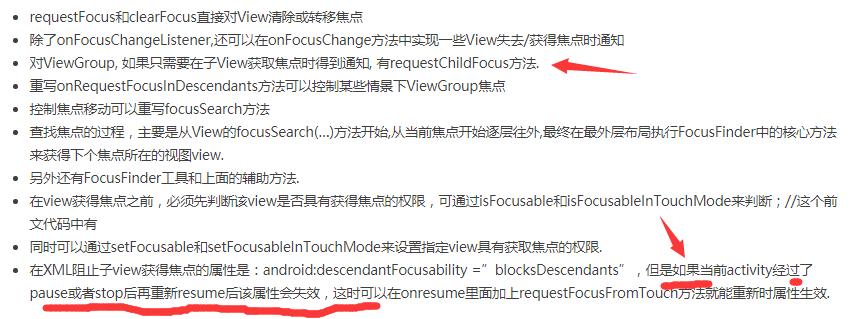 requestFocus和clearFocus直接对View清除或转移焦点
除了onFocusChangeListener,还可以在onFocusChange方法中实现一些View失去/获得焦点时通知
对ViewGroup, 如果只需要在子View获取焦点时得到通知, 有requestChildFocus方法.
重写onRequestFocusInDescendants方法可以控制某些情景下ViewGroup焦点
控制焦点移动可以重写focusSearch方法
查找焦点的过程，主要是从View的focusSearch(...)方法开始,从当前焦点开始逐层往外,最终在最外层布局执行FocusFinder中的核心方法
来获得下个焦点所在的视图view.
另外还有FocusFinder工具和上面的辅助方法.
在view获得焦点之前，必须先判断该view是否具有获得焦点的权限，可通过isFocusable和isFocusableInTouchMode来判断；//这个前
文代码中有
同时可以通过setFocusable和setFocusableInTouchMode来设置指定view具有获取焦点的权限.
在XML阻止子view获得焦点的属性是：android:descendantFocusability =”blocksDescendants”，但是如果当前activity经过了
pause或者stop后再重新resume后该属性会失效，这时可以在onresume里面加上requestFocusFromTouch方法就能重新时属性生效.